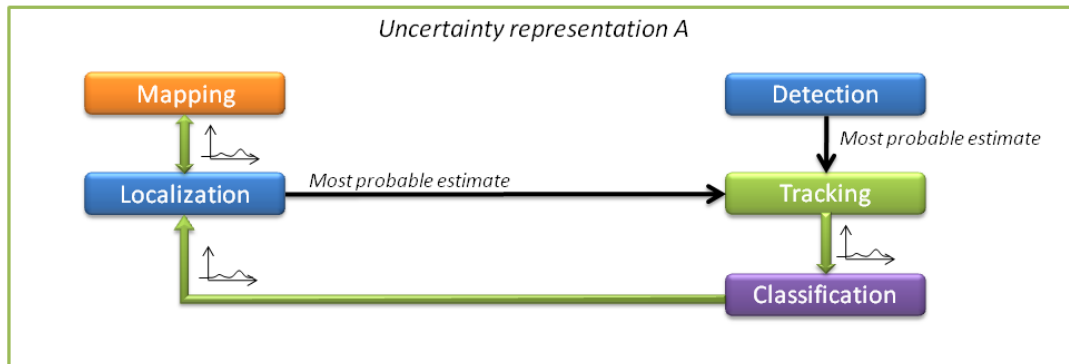 Uncertainty representation A
Mapping
Detection
Most probable estimate
Localization
Most probable estimate
Tracking
Classification